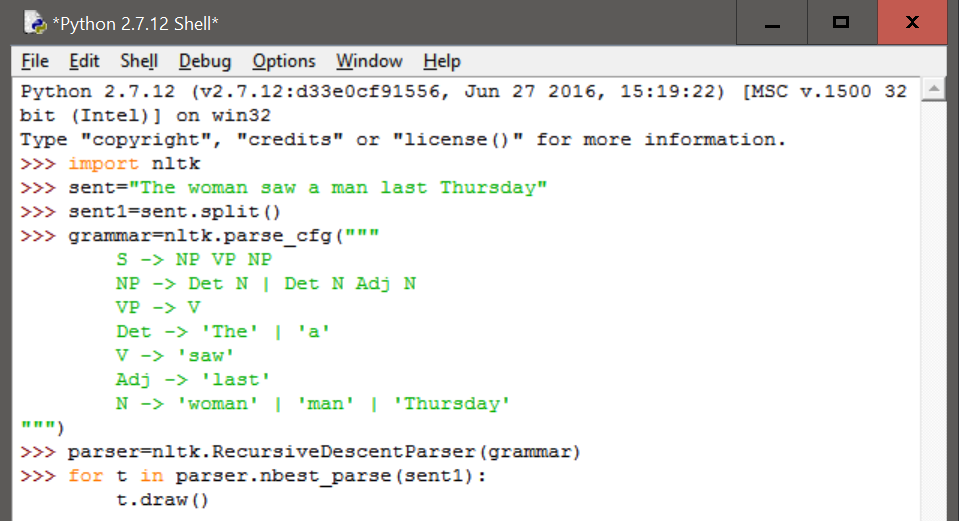 *Python 2.7.12 Shell*
File Edit Shell Debug Options Window Help
Python 2.7.12 (v2.7.12:d33e0cf91556, Jun 27 2016, 15:19:22) [MSC v.1500 32
bit (Intel)] on win32
Type "copyright", "credits" or "license()" for more information.
>>> import nltk
>>> sent="The woman saw a man last Thursday"
>>> sent1=sent.split()
>>> grammar=nltk.parse_cfg("""
S -> NP VP NP
NP -> Det N | Det N Adj N
VP -> V
Det -> 'The' | 'a'
V -> 'saw'
Adj -> 'last'
N -> 'woman' | 'man' | 'Thursday'
""")
>>> parser=nltk.RecursiveDescentParser(grammar)
>>> for t in parser.nbest_parse(sent1):
t.draw()